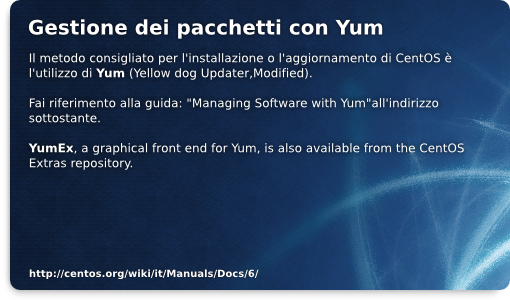 Gestione dei pacchetti con Yum
Il metodo consigliato per l'installazione o l'aggiornamento di CentOS è
l'utilizzo di Yum (Yellow dog Updater,Modified).
Fai riferimento alla guida: "Managing Software with Yum"all'indirizzo
sottostante.
YumEx, a graphical front end for Yum, is also available from the CentOS
Extras repository.
http://centos.org/wiki/it/Manuals/Docs/6/